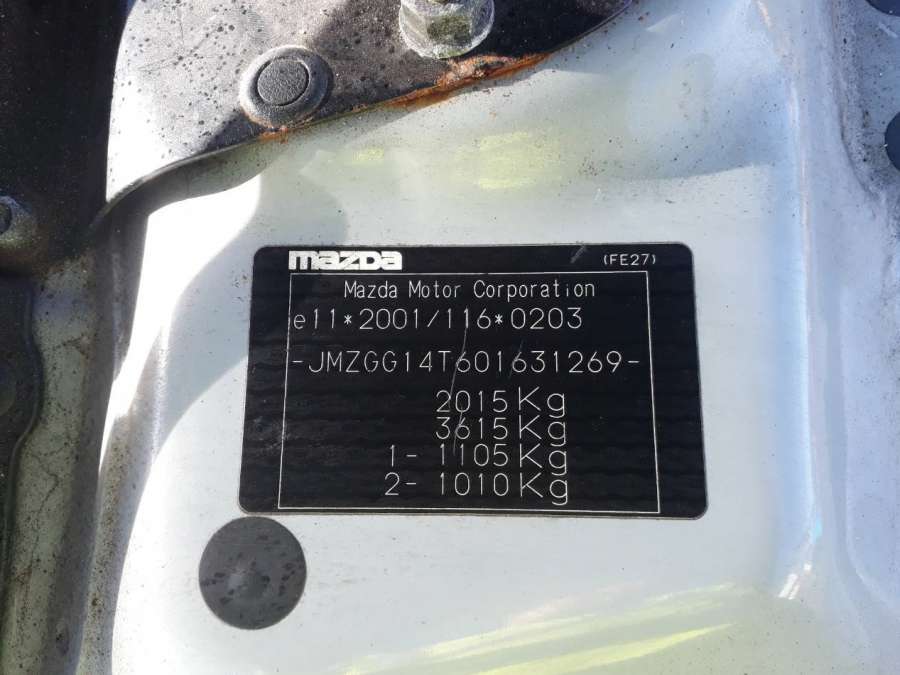 mazda (FE27)
Mazda Motor Corporation
e11*2001/116*0203
-JMZGG14T601631269-
2015Kg
3615Kg
1- 1105Kg
2- 1010Kg